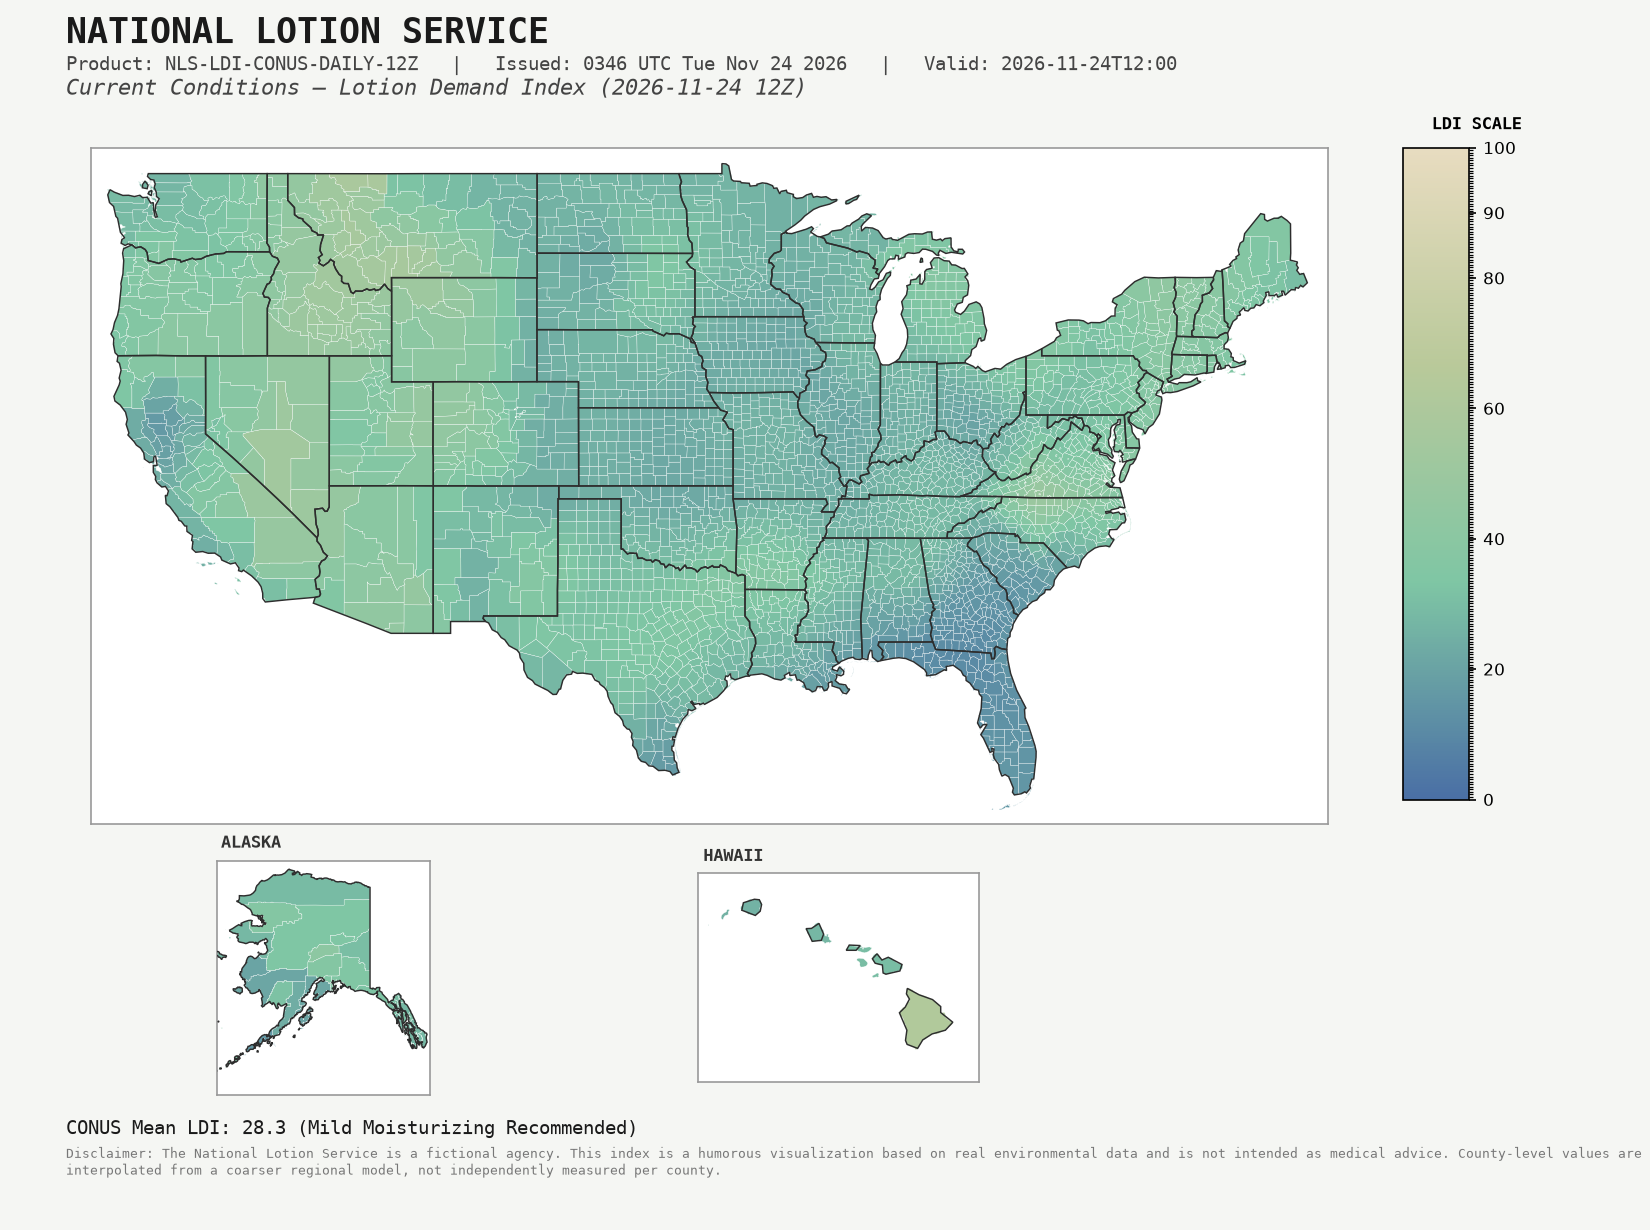 NATIONAL LOTION SERVICE
Product: NLS-LDI-CONUS-DAILY-12Z | Issued: 0346 UTC Tue Nov 24 2026 | Valid: 2026-11-24T12:00
Current Conditions — Lotion Demand Index (2026-11-24 12Z)
LDI SCALE
100
90
80
60
40
20
0
ALASKA
HAWAII
CONUS Mean LDI: 28.3 (Mild Moisturizing Recommended)
Disclaimer: The National Lotion Service is a fictional agency. This index is a humorous visualization based on real environmental data and is not intended as medical advice. County-level values are
interpolated from a coarser regional model, not independently measured per county.